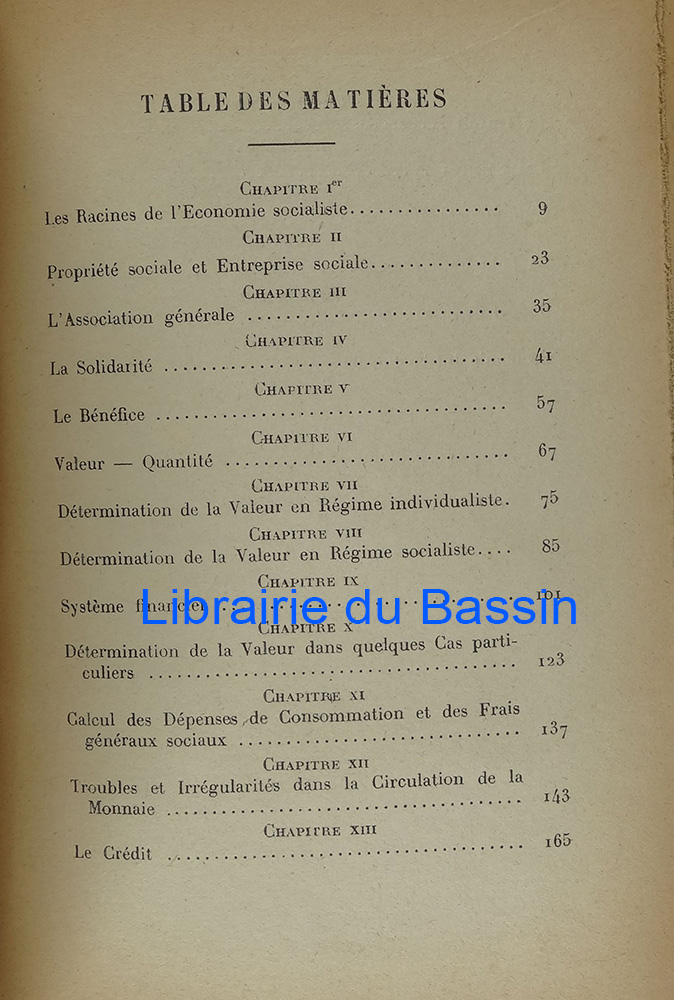 TABLE DES MATIÈRES
CHAPITRE Ier
Les Racines de l'Economie socialiste................ 9
CHAPITRE II
Propriété sociale et Entreprise sociale.............. 23
CHAPITRE III
L'Association générale ........................... 35
CHAPITRE IV
La Solidarité .................................... 41
CHAPITRE V
Le Bénéfice ..................................... 57
CHAPITRE VI
Valeur — Quantité .............................. 67
CHAPITRE VII
Détermination de la Valeur en Régime individualiste. 75
CHAPITRE VIII
Détermination de la Valeur en Régime socialiste.... 85
CHAPITRE IX
Système financier ............................... 101
Librairie du Bassin
CHAPITRE X
Détermination de la Valeur dans quelques Cas parti-
culiers ....................................... 123
CHAPITRE XI
Calcul des Dépenses de Consommation et des Frais
généraux sociaux .............................. 137
CHAPITRE XII
Troubles et Irrégularités dans la Circulation de la
Monnaie ..................................... 143
CHAPITRE XIII
Le Crédit ...................................... 165